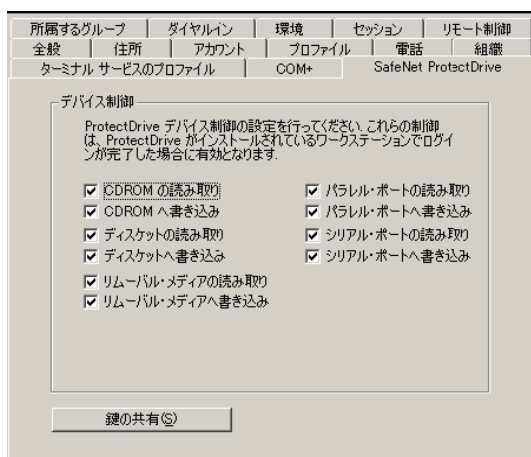 所属するグループ ダイヤルイン 環境 セッション リモート制御
全般 住所 アカウント プロファイル 電話 組織
ターミナル サービスのプロファイル COM+ SafeNet ProtectDrive
デバイス制御
ProtectDrive デバイス制御の設定を行ってください. これらの制御
は、ProtectDrive がインストールされているワークステーションでログイ
ンが完了した場合に有効となります.
CDROM の読み取り パラレル・ポートの読み取り
CDROM へ書き込み パラレル・ポートへ書き込み
ディスケットの読み取り シリアル・ポートの読み取り
ディスケットへ書き込み シリアル・ポートへ書き込み
リムーバル・メディアの読み取り
リムーバル・メディアへ書き込み
鍵の共有(S)